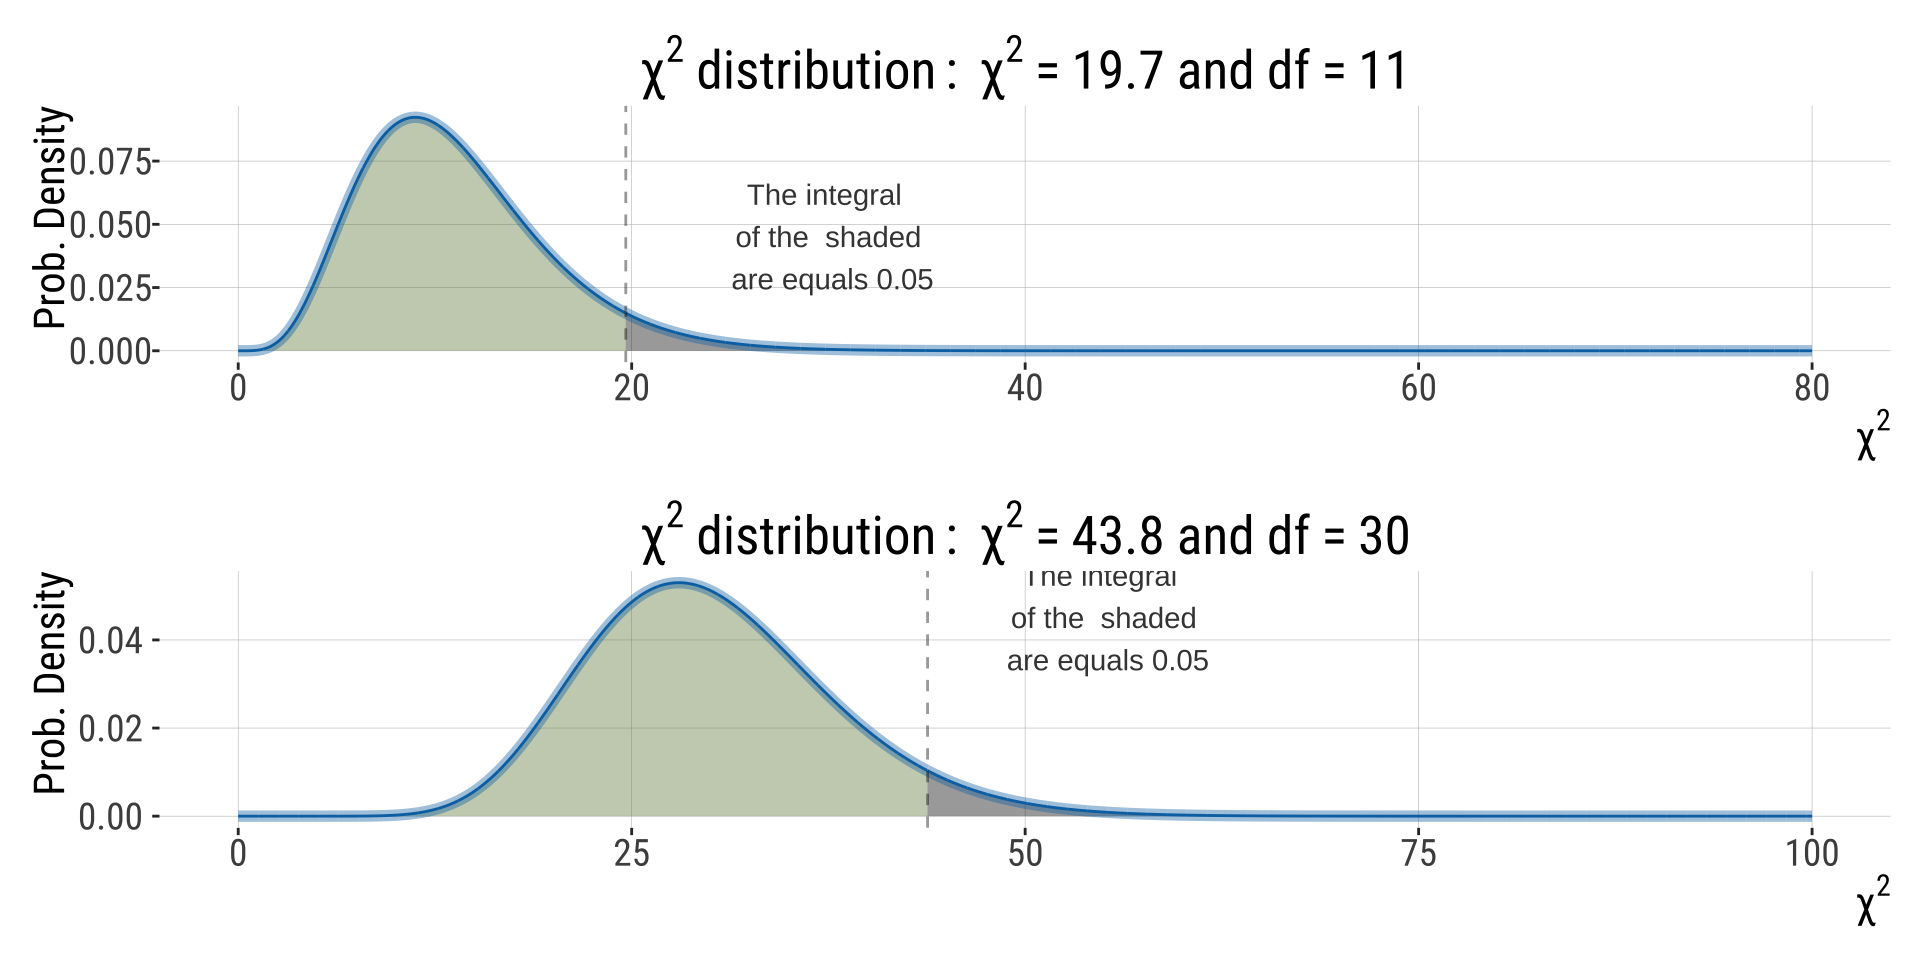 χ² distribution : χ² = 19.7 and df = 11
Prob. Density
0.075
0.050
0.025
0.000
The integral
of the  shaded
are equals 0.05
0 20 40 60 80
χ²
χ² distribution : χ² = 43.8 and df = 30
Prob. Density
0.04
0.02
0.00
The integral
of the  shaded
are equals 0.05
0 25 50 75 100
χ²